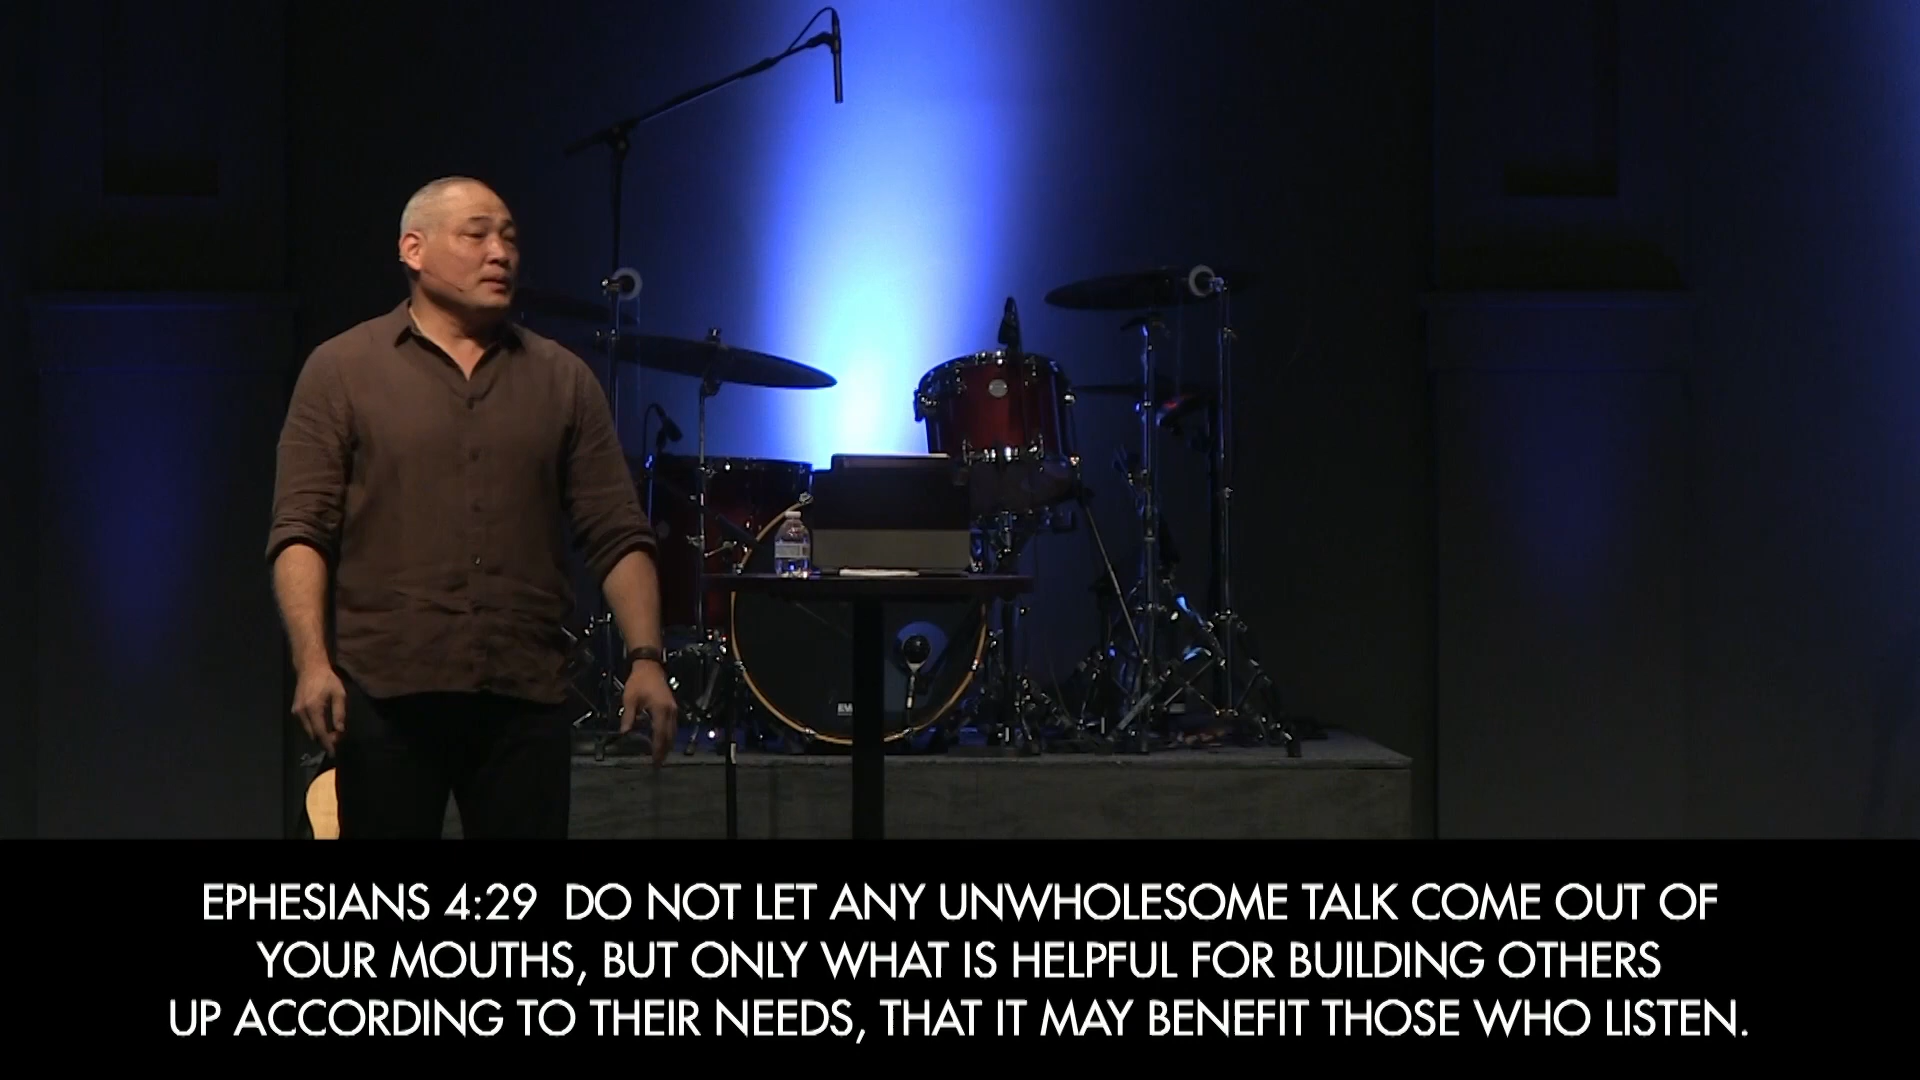 EPHESIANS 4:29  DO NOT LET ANY UNWHOLESOME TALK COME OUT OF
YOUR MOUTHS, BUT ONLY WHAT IS HELPFUL FOR BUILDING OTHERS
UP ACCORDING TO THEIR NEEDS, THAT IT MAY BENEFIT THOSE WHO LISTEN.